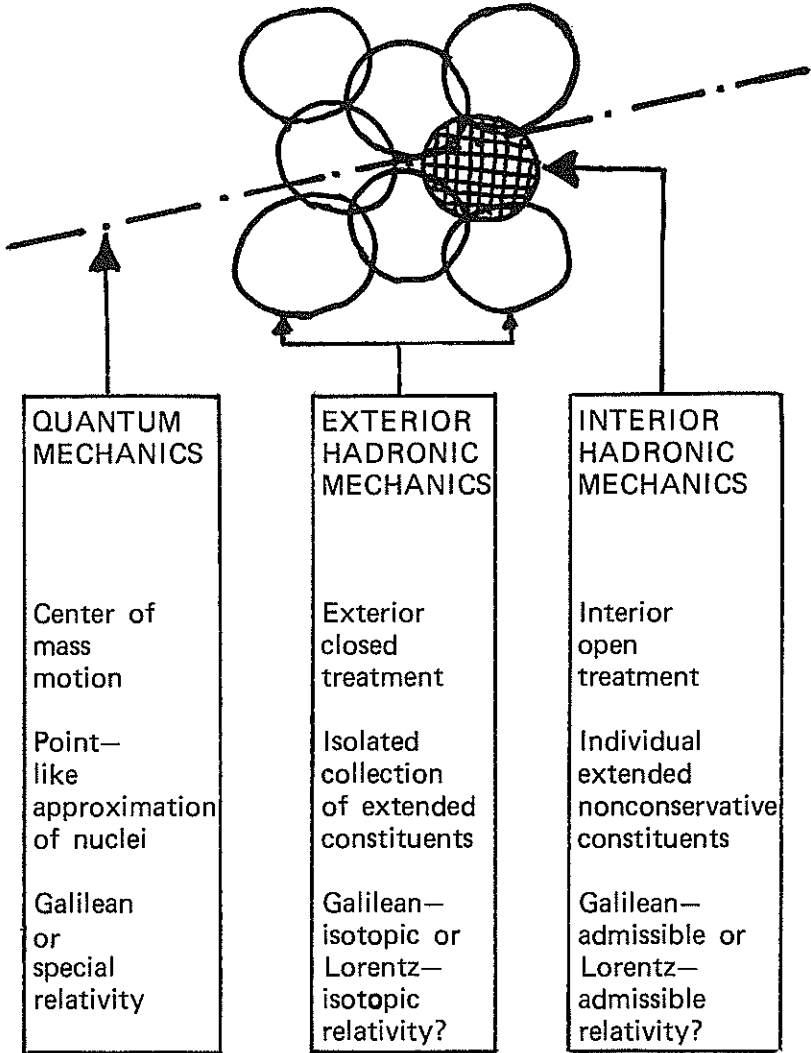 QUANTUM
MECHANICS
Center of
mass
motion
Point—
like
approximation
of nuclei
Galilean
or
special
relativity
EXTERIOR
HADRONIC
MECHANICS
Exterior
closed
treatment
Isolated
collection
of extended
constituents
Galilean—
isotopic or
Lorentz—
isotopic
relativity?
INTERIOR
HADRONIC
MECHANICS
Interior
open
treatment
Individual
extended
nonconservative
constituents
Galilean—
admissible or
Lorentz—
admissible
relativity?